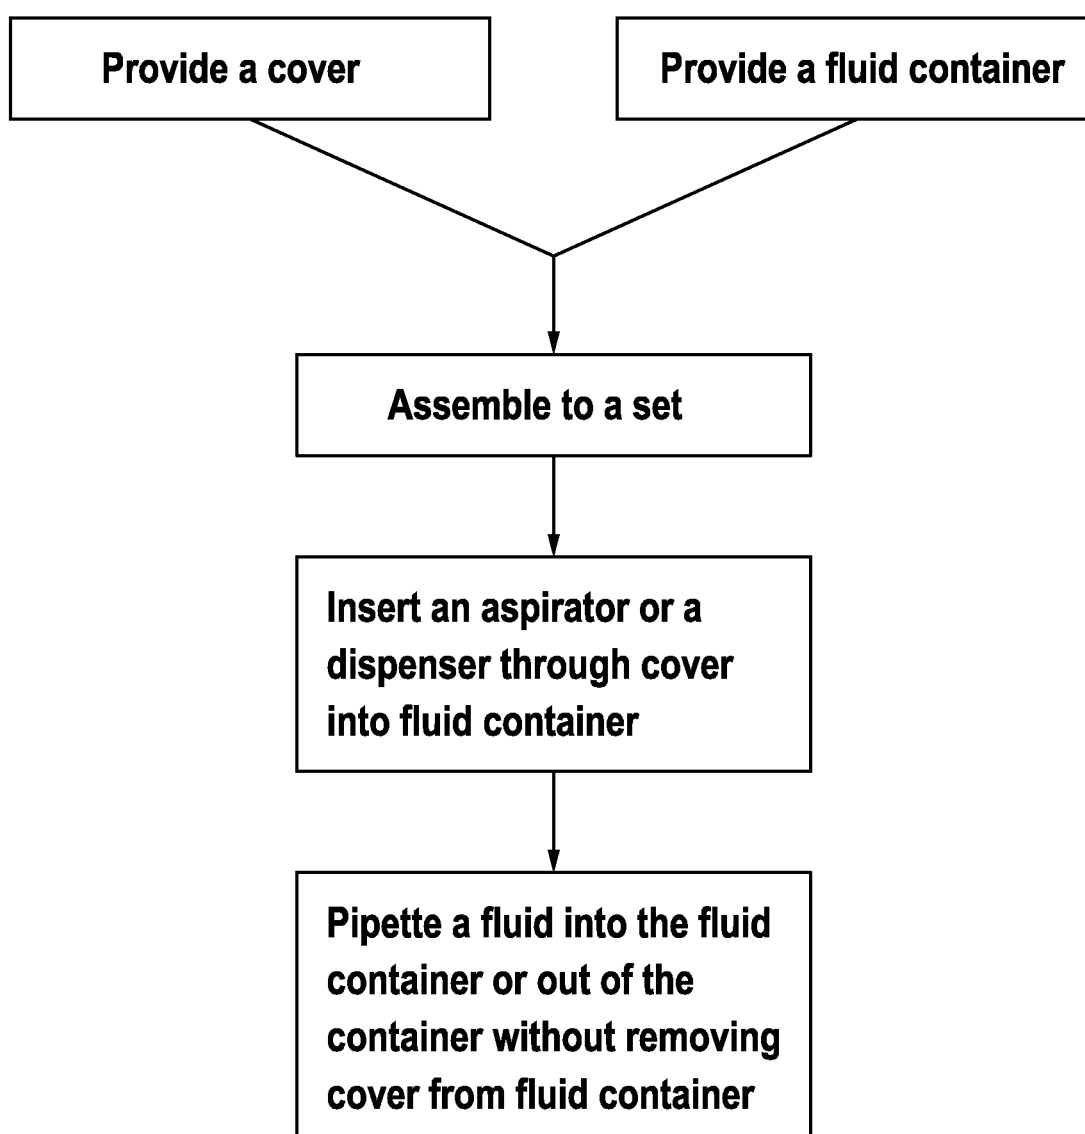 Provide a cover
Provide a fluid container
Assemble to a set
Insert an aspirator or a
dispenser through cover
into fluid container
Pipette a fluid into the fluid
container or out of the
container without removing
cover from fluid container